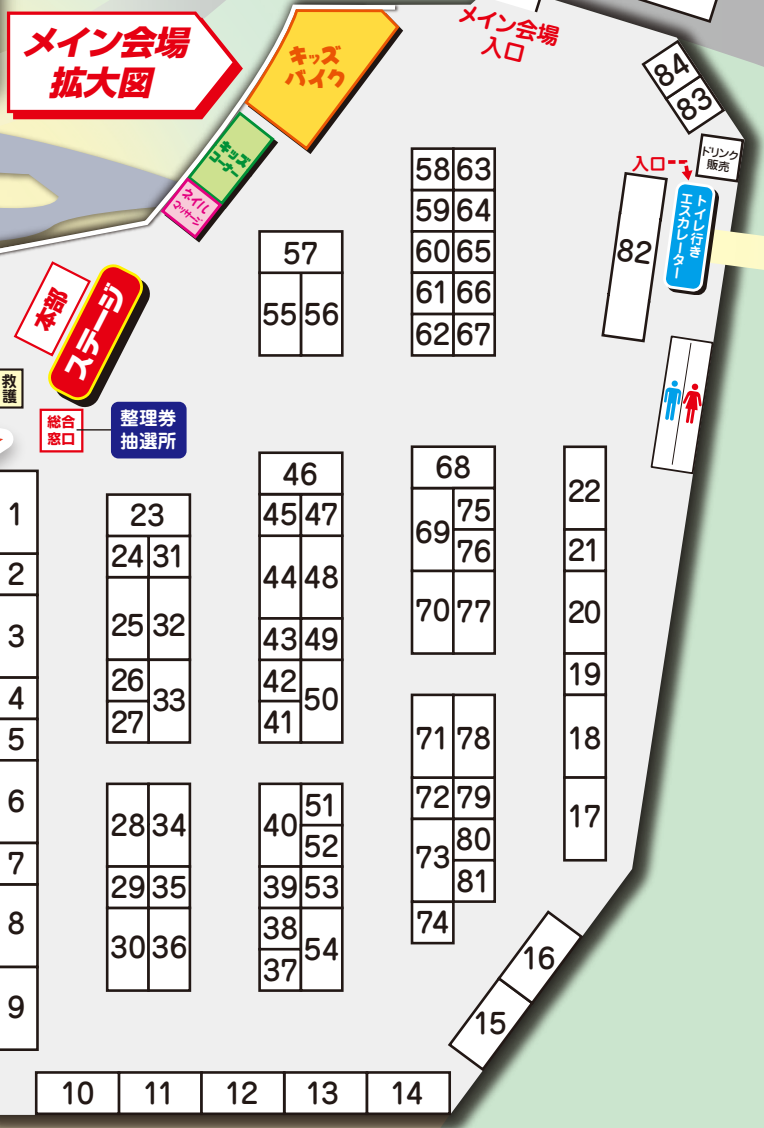 メイン会場
拡大図
メイン会場
入口
キッズ
バイク
キッズ
コーナー
ネイル
マッサージ
84
83
ドリンク
販売
入口
トイレ行き
エスカレーター
82
58 63
59 64
60 65
61 66
62 67
57
55 56
本部
ステージ
救護
総合
窓口
整理券
抽選所
1
2
3
4
5
6
7
8
9
23
24 31
25 32
26
33
27
28 34
29 35
30 36
46
45 47
44 48
43 49
42
50
41
40
51
52
39 53
38
54
37
68
69
75
76
70 77
71 78
72 79
73
80
81
74
22
21
20
19
18
17
16
15
10 11 12 13 14